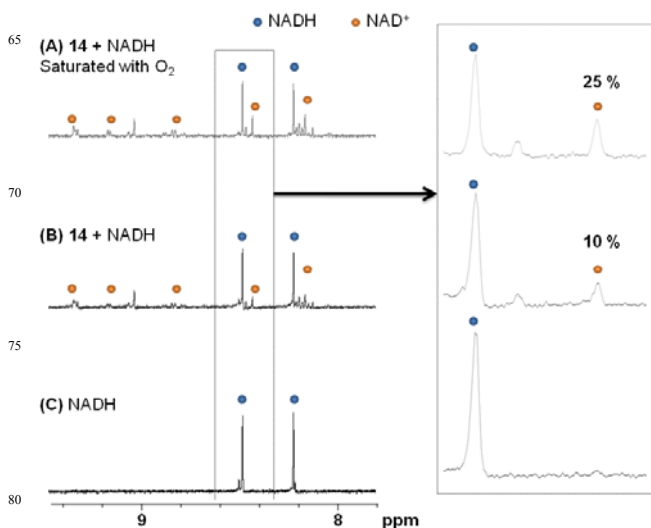 NADH NAD⁺
65
(A) 14 + NADH
Saturated with O₂
25 %
70
(B) 14 + NADH
10 %
75
(C) NADH
80
9 8 ppm